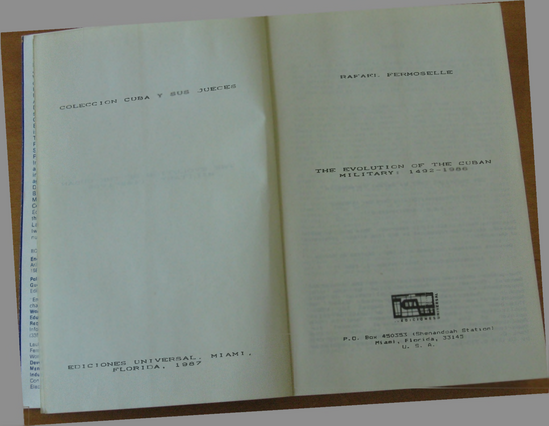 COLECCION CUBA Y SUS JUECES
EDICIONES UNIVERSAL, MIAMI,
FLORIDA, 1987
RAFAEL FERMOSELLE
THE EVOLUTION OF THE CUBAN
MILITARY: 1492-1986
EDICIONES
P.O. Box 450353 (Shenandoah Station)
Miami, Florida, 33145
U. S. A.